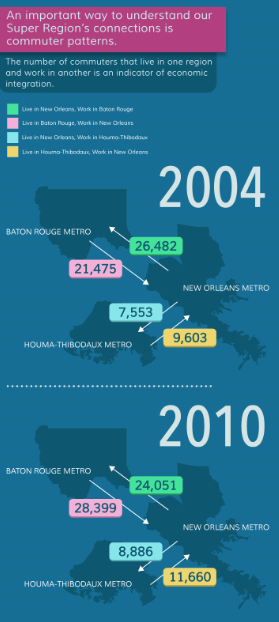 An important way to understand our
Super Region's connections is
commuter patterns.
The number of commuters that live in one region
and work in another is an indicator of economic
integration.
Live in New Orleans, Work in Baton Rouge
Live in Baton Rouge, Work in New Orleans
Live in New Orleans, Work in Houma-Thibodaux
Live in Houma-Thibodaux, Work in New Orleans
2004
BATON ROUGE METRO
26,482
21,475
NEW ORLEANS METRO
7,553
9,603
HOUMA-THIBODAUX METRO
2010
BATON ROUGE METRO
24,051
28,399
NEW ORLEANS METRO
8,886
11,660
HOUMA-THIBODAUX METRO